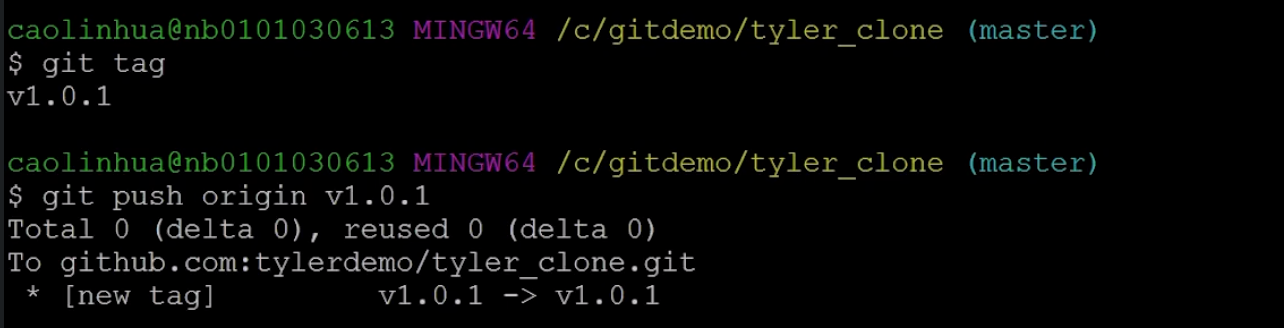 caolinhua@nb0101030613 MINGW64 /c/gitdemo/tyler_clone (master)
$ git tag
v1.0.1
caolinhua@nb0101030613 MINGW64 /c/gitdemo/tyler_clone (master)
$ git push origin v1.0.1
Total 0 (delta 0), reused 0 (delta 0)
To github.com:tylerdemo/tyler_clone.git
 * [new tag]         v1.0.1 -> v1.0.1